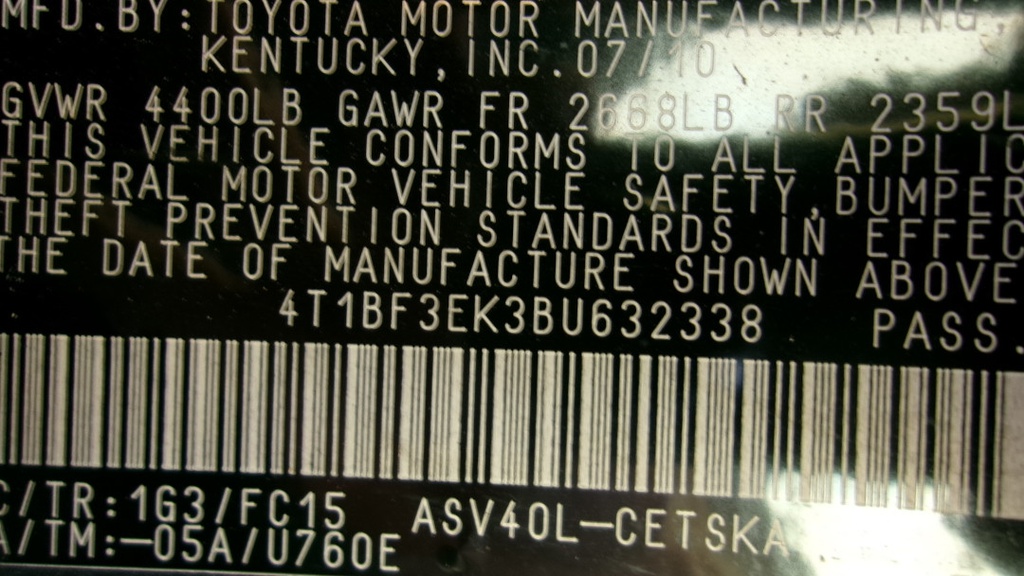 MFD.BY:TOYOTA MOTOR MANUFACTURING,
KENTUCKY, INC. 07/10
GVWR 4400LB GAWR FR 2668LB RR 2359L
THIS VEHICLE CONFORMS TO ALL APPLIC
FEDERAL MOTOR VEHICLE SAFETY, BUMPER
THEFT PREVENTION STANDARDS IN EFFEC
THE DATE OF MANUFACTURE SHOWN ABOVE
4T1BF3EK3BU632338 PASS.
C/TR:1G3/FC15 ASV40L-CETSKA
A/TM:-05A/U760E